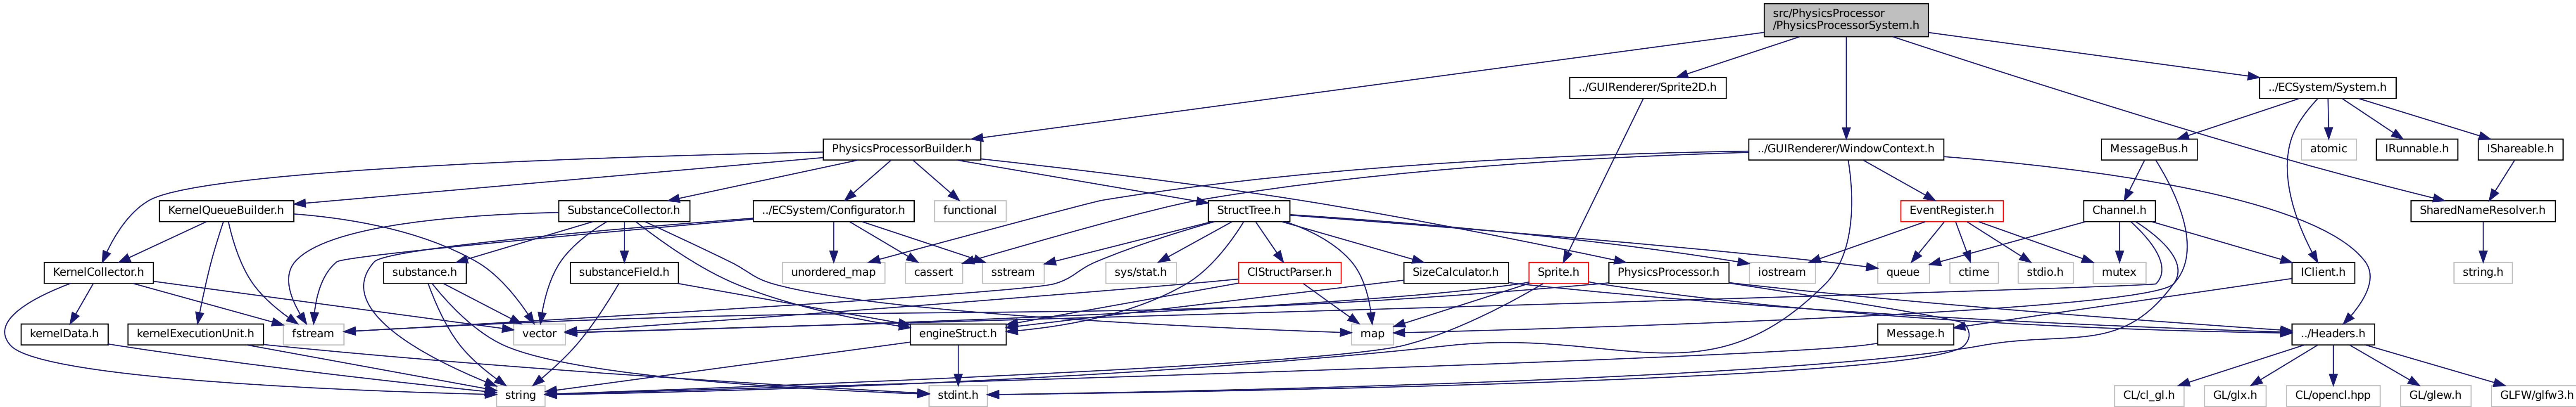 src/PhysicsProcessor
/PhysicsProcessorSystem.h
../GUIRenderer/Sprite2D.h
../ECSystem/System.h
PhysicsProcessorBuilder.h
../GUIRenderer/WindowContext.h
MessageBus.h
atomic
IRunnable.h
IShareable.h
KernelQueueBuilder.h
SubstanceCollector.h
../ECSystem/Configurator.h
functional
StructTree.h
EventRegister.h
Channel.h
SharedNameResolver.h
KernelCollector.h
substance.h
substanceField.h
unordered_map
cassert
sstream
sys/stat.h
ClStructParser.h
SizeCalculator.h
Sprite.h
PhysicsProcessor.h
iostream
queue
ctime
stdio.h
mutex
IClient.h
string.h
kernelData.h
kernelExecutionUnit.h
fstream
vector
engineStruct.h
map
Message.h
../Headers.h
string
stdint.h
CL/cl_gl.h
GL/glx.h
CL/opencl.hpp
GL/glew.h
GLFW/glfw3.h